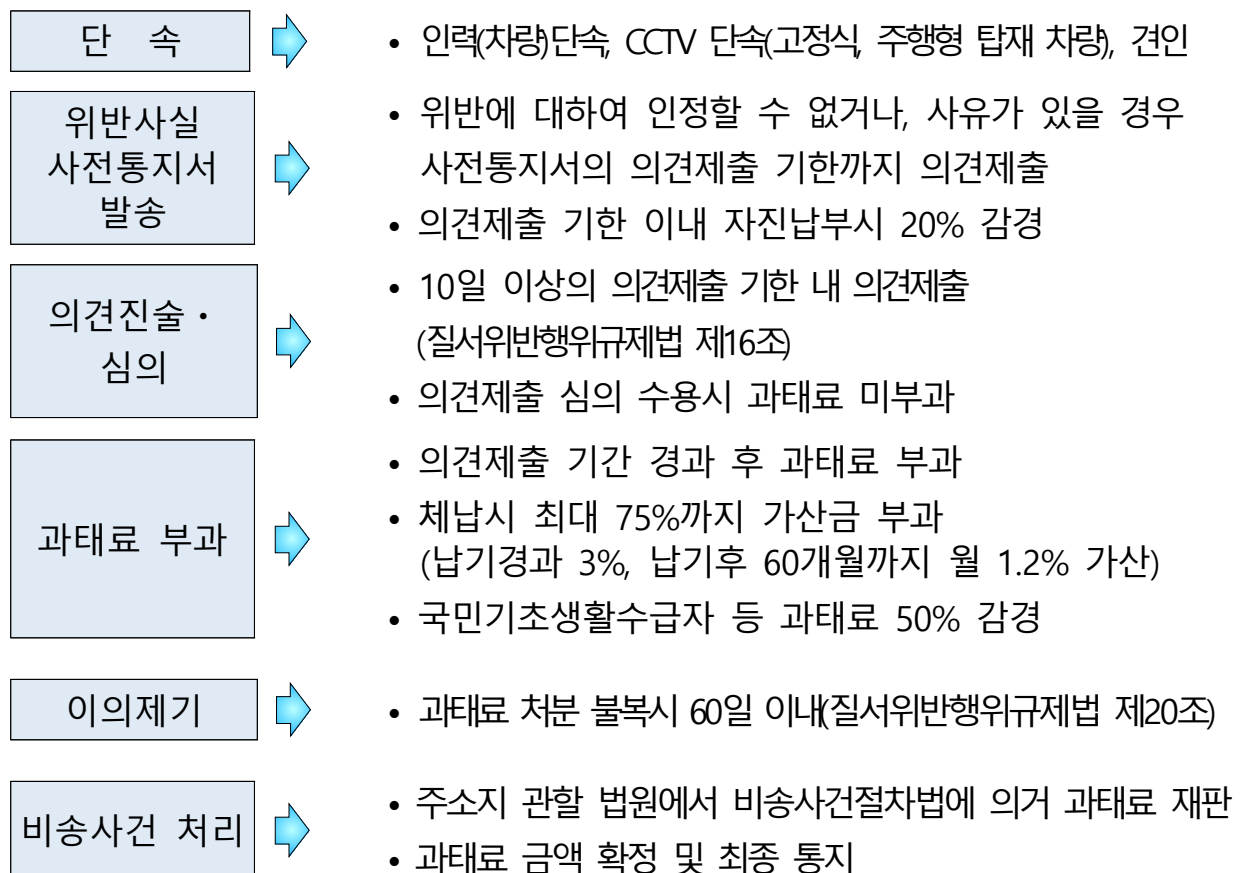 단 속
• 인력(차량)단속, CCTV 단속(고정식, 주행형 탑재 차량), 견인
위반사실
사전통지서
발송
• 위반에 대하여 인정할 수 없거나, 사유가 있을 경우
사전통지서의 의견제출 기한까지 의견제출
• 의견제출 기한 이내 자진납부시 20% 감경
의견진술・
심의
• 10일 이상의 의견제출 기한 내 의견제출
(질서위반행위규제법 제16조)
• 의견제출 심의 수용시 과태료 미부과
과태료 부과
• 의견제출 기간 경과 후 과태료 부과
• 체납시 최대 75%까지 가산금 부과
(납기경과 3%, 납기후 60개월까지 월 1.2% 가산)
• 국민기초생활수급자 등 과태료 50% 감경
이의제기
• 과태료 처분 불복시 60일 이내(질서위반행위규제법 제20조)
비송사건 처리
• 주소지 관할 법원에서 비송사건절차법에 의거 과태료 재판
• 과태료 금액 확정 및 최종 통지